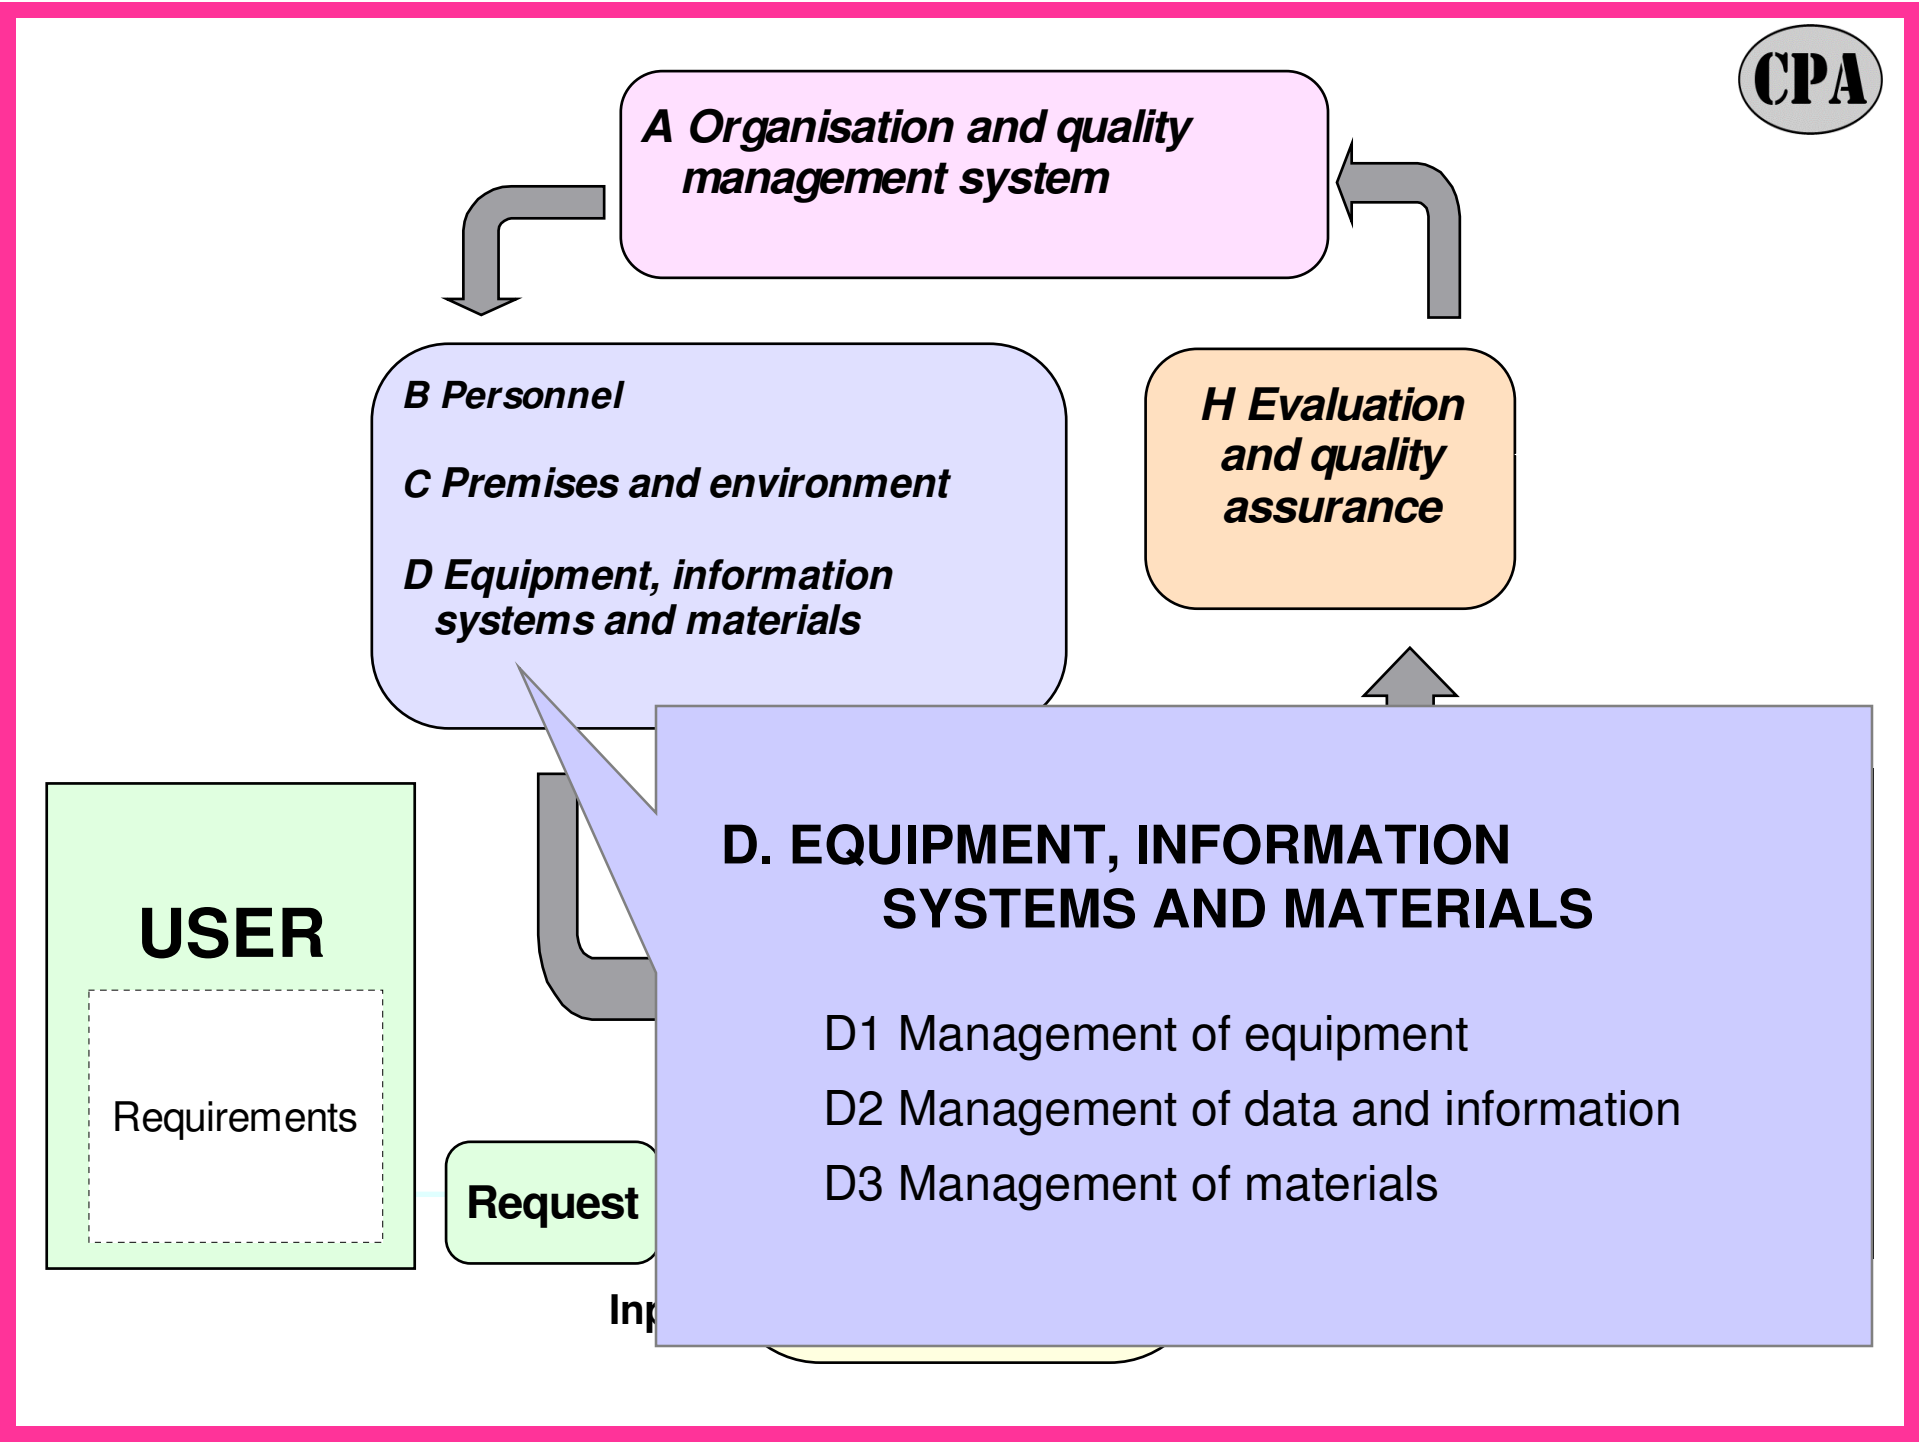 CPA
A Organisation and quality
management system
B Personnel
C Premises and environment
D Equipment, information
systems and materials
H Evaluation
and quality
assurance
USER
Requirements
Request
D. EQUIPMENT, INFORMATION
SYSTEMS AND MATERIALS
D1 Management of equipment
D2 Management of data and information
D3 Management of materials